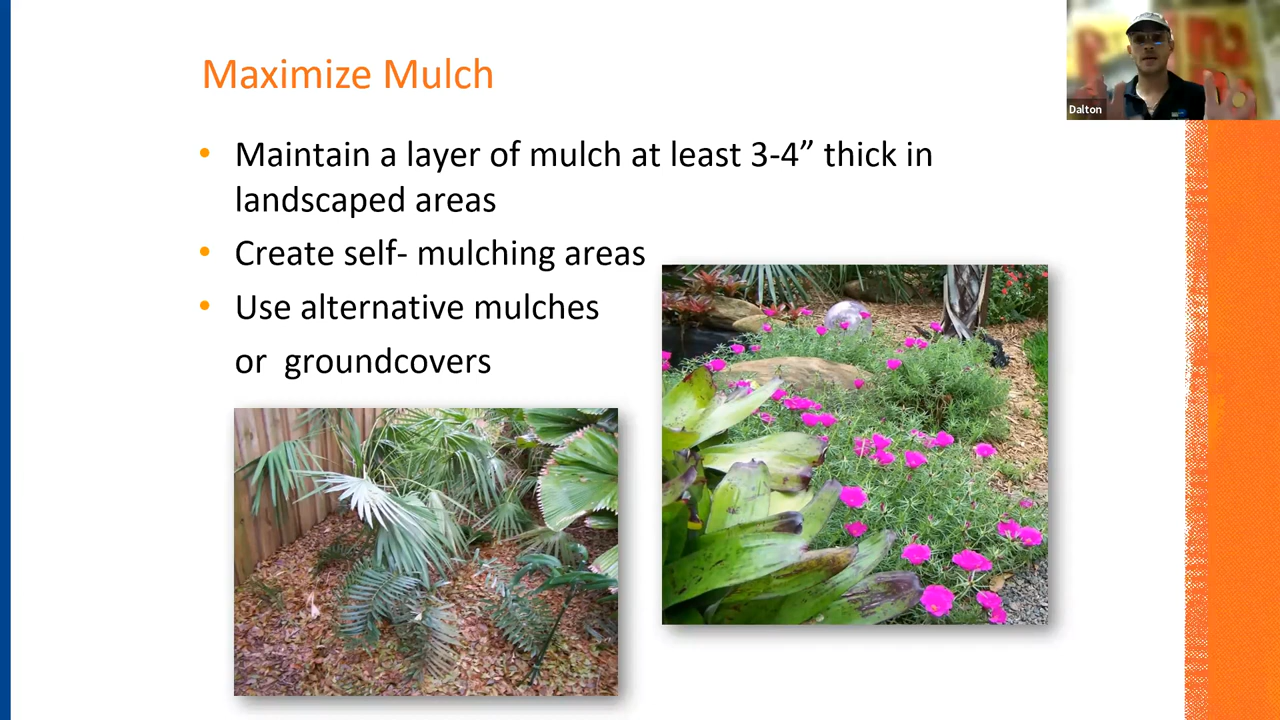 Maximize Mulch
Dalton
• Maintain a layer of mulch at least 3-4” thick in
landscaped areas
• Create self- mulching areas
• Use alternative mulches
or groundcovers